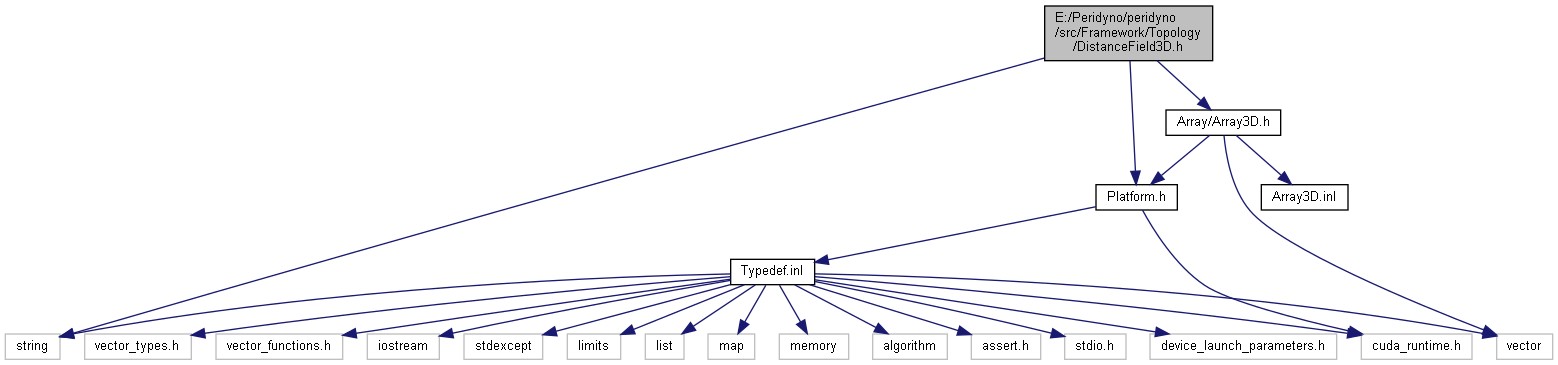 E:/Peridyno/peridyno
/src/Framework/Topology
/DistanceField3D.h
Array/Array3D.h
Platform.h
Array3D.inl
Typedef.inl
string
vector_types.h
vector_functions.h
iostream
stdexcept
limits
list
map
memory
algorithm
assert.h
stdio.h
device_launch_parameters.h
cuda_runtime.h
vector